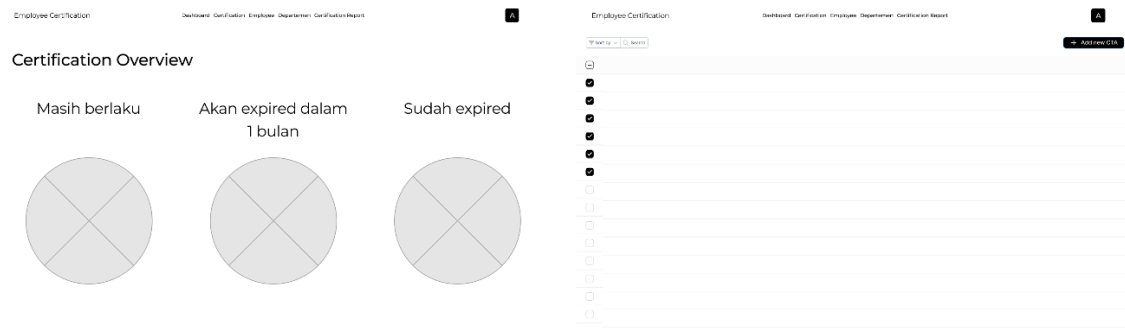 Employee Certification
Dashboard Certification Employee Departemen Certification Report
A
Certification Overview
Masih berlaku
Akan expired dalam
1 bulan
Sudah expired
Employee Certification
Dashboard Certification Employee Departemen Certification Report
A
Sort by
Search
+ Add new CTA